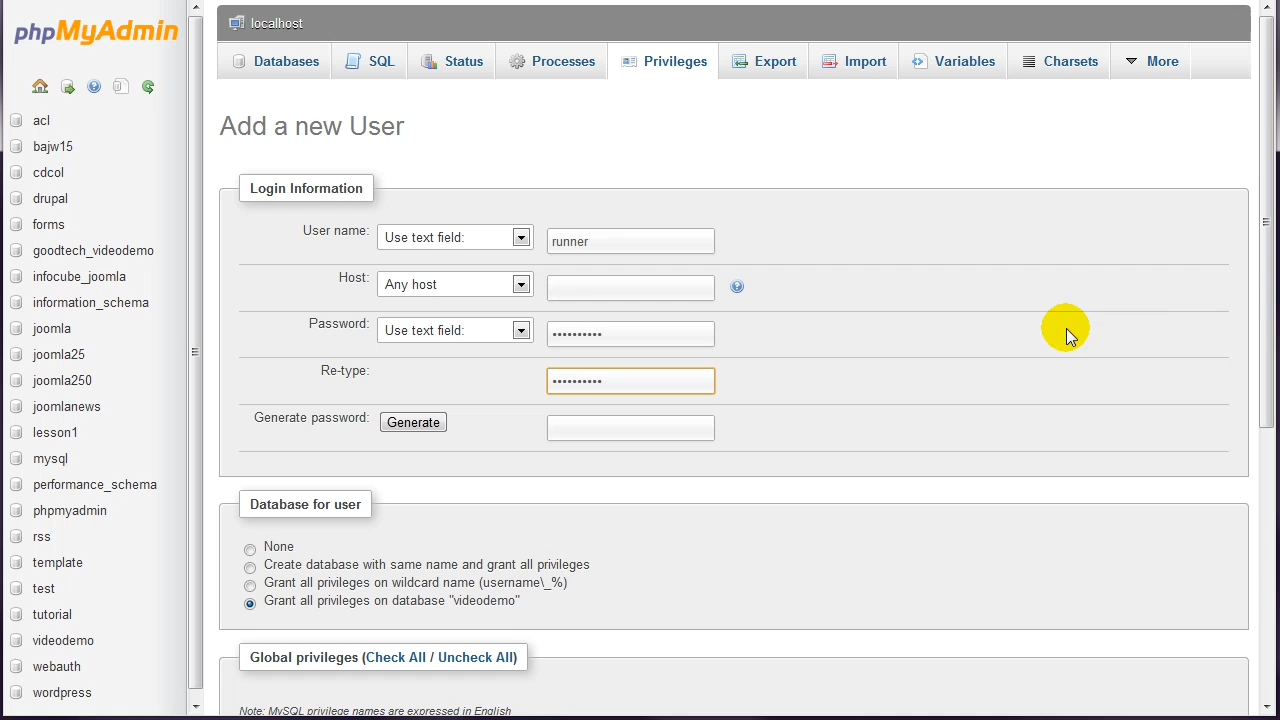 phpMyAdmin
localhost
Databases SQL Status Processes Privileges Export Import Variables Charsets More
acl
bajw15
cdcol
drupal
forms
goodtech_videodemo
infocube_joomla
information_schema
joomla
joomla25
joomla250
joomlanews
lesson1
mysql
performance_schema
phpmyadmin
rss
template
test
tutorial
videodemo
webauth
wordpress
Add a new User
Login Information
User name: Use text field: runner
Host: Any host
Password: Use text field: ••••••••••
Re-type: ••••••••••
Generate password: Generate
Database for user
None
Create database with same name and grant all privileges
Grant all privileges on wildcard name (username\_%)
Grant all privileges on database "videodemo"
Global privileges (Check All / Uncheck All)
Note: MySQL privilege names are expressed in English